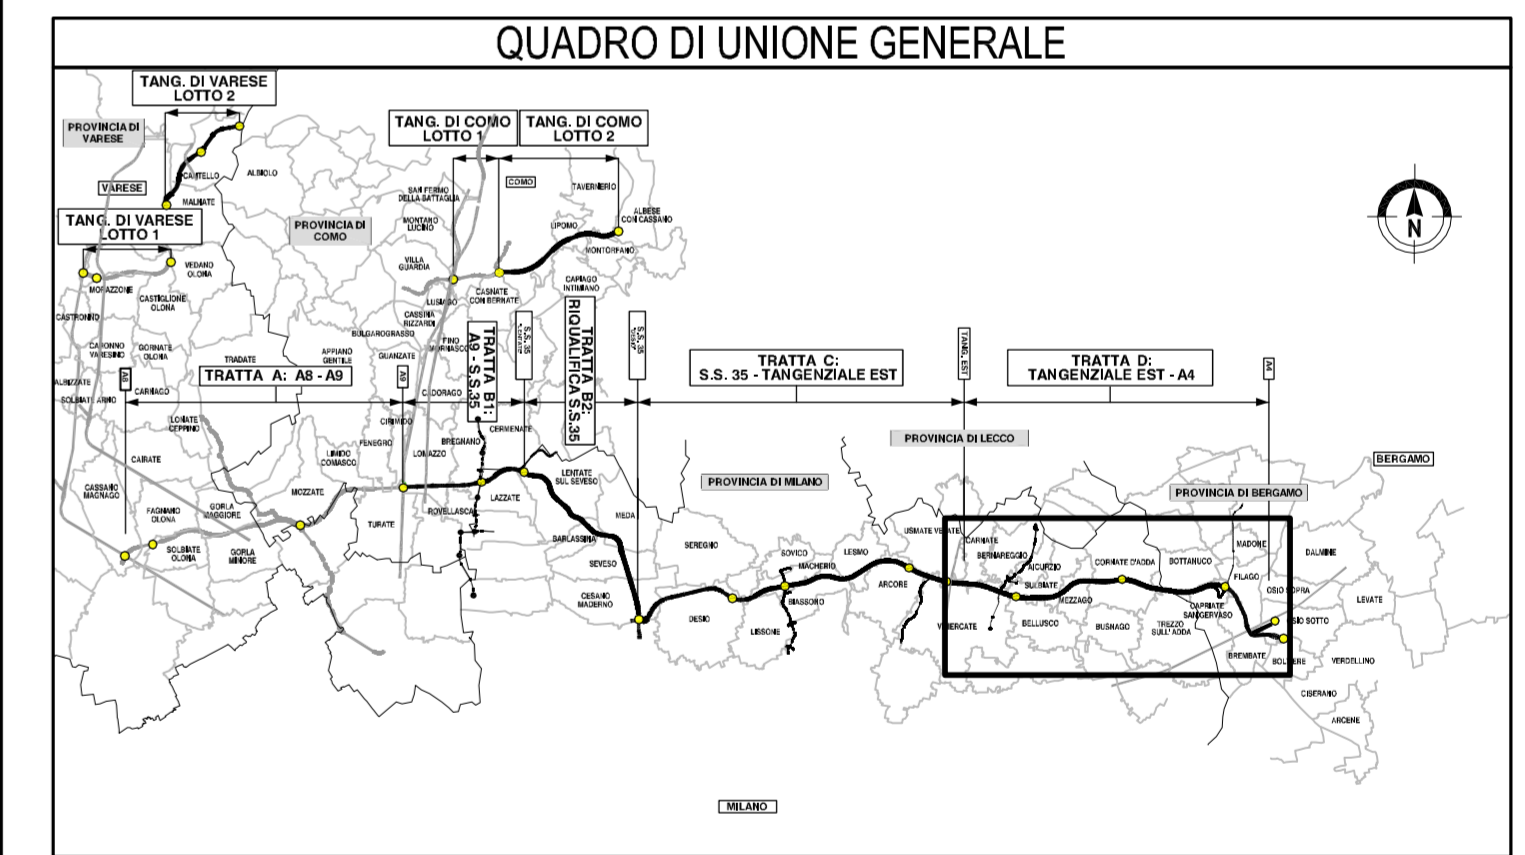 QUADRO DI UNIONE GENERALE
TANG. DI VARESE
LOTTO 2
PROVINCIA DI
VARESE
VARESE
CANTELLO
ALBIOLO
MALNATE
TANG. DI VARESE
LOTTO 1
PROVINCIA DI
COMO
TANG. DI COMO
LOTTO 1
TANG. DI COMO
LOTTO 2
COMO
SAN FERMO
DELLA BATTAGLIA
TAVERNERIO
ALBESE
CON CASSANO
MONTANO
LUCINO
LIPOMO
MONTORFANO
N
VEDANO
OLONA
VILLA
GUARDIA
MORAZZONE
CASTIGLIONE
OLONA
LUISAGO
CASNATE
CON BERNATE
CAPIAGO
INTIMIANO
CASTRONNO
CASSINA
RIZZARDI
BULGAROGRASSO
FINO
MORNASCO
CARONNO
VARESINO
GORNATE
OLONA
TRADATE
APPIANO
GENTILE
GUANZATE
ALBIZZATE
CARNAGO
SOLBIATE ARNO
CADORAGO
A8
TRATTA A: A8 - A9
A9
TRATTA B1:
A9 - S.S.35
S.S. 35
TRATTA B2:
RIQUALIFICA S.S.35
S.S. 35
TRATTA C:
S.S. 35 - TANGENZIALE EST
TANG. EST
TRATTA D:
TANGENZIALE EST - A4
A4
LONATE
CEPPINO
CIRIMIDO
FENEGRO
CERMENATE
BREGNANO
LOMAZZO
LIMIDO
COMASCO
CAIRATE
PROVINCIA DI LECCO
BERGAMO
CASSANO
MAGNAGO
MOZZATE
LENTATE
SUL SEVESO
LAZZATE
PROVINCIA DI MILANO
PROVINCIA DI BERGAMO
FAGNANO
OLONA
GORLA
MAGGIORE
ROVELLASCA
TURATE
MEDA
SOLBIATE
OLONA
GORLA
MINORE
BARLASSINA
SEREGNO
SOVICO
LESMO
USMATE VELATE
CARNATE
MADONE
BERNAREGGIO
DALMINE
SEVESO
MACHERIO
ARCORE
AICURZIO
CORNATE D'ADDA
BOTTANUCO
SULBIATE
FILAGO
OSIO SOPRA
CESANO
MADERNO
BIASSONO
MEZZAGO
CAPRIATE
SAN GERVASO
LEVATE
DESIO
LISSONE
VIMERCATE
BELLUSCO
BUSNAGO
TREZZO
SULL'ADDA
OSIO SOTTO
BREMBATE
BOLTIERE
VERDELLINO
CISERANO
ARCENE
MILANO